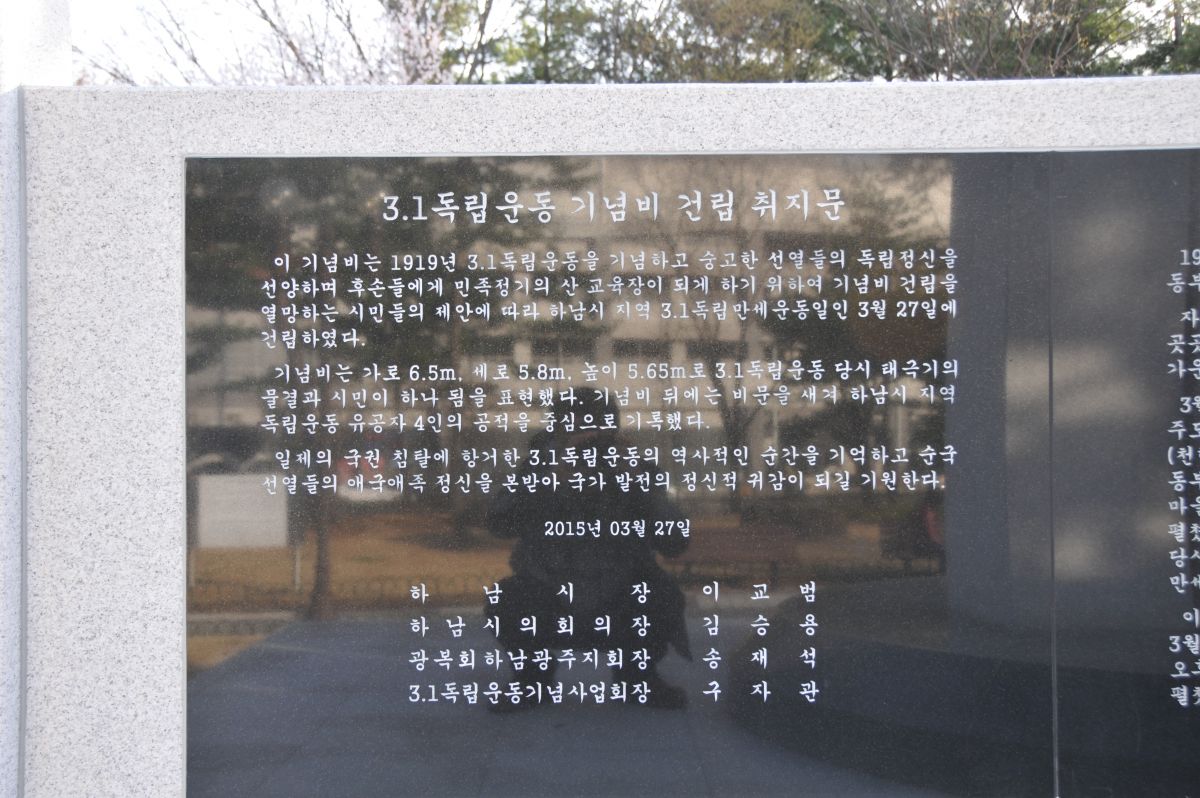 3.1독립운동 기념비 건립 취지문
이 기념비는 1919년 3.1독립운동을 기념하고 숭고한 선열들의 독립정신을
선양하며 후손들에게 민족정기의 산 교육장이 되게 하기 위하여 기념비 건립을
열망하는 시민들의 제안에 따라 하남시 지역 3.1독립만세운동일인 3월 27일에
건립하였다.
기념비는 가로 6.5m, 세로 5.8m, 높이 5.65m로 3.1독립운동 당시 태극기의
물결과 시민이 하나 됨을 표현했다. 기념비 뒤에는 비문을 새겨 하남시 지역
독립운동 유공자 4인의 공적을 중심으로 기록했다.
일제의 국권 침탈에 항거한 3.1독립운동의 역사적인 순간을 기억하고 순국
선열들의 애국애족 정신을 본받아 국가 발전의 정신적 귀감이 되길 기원한다.
2015년 03월 27일
하남시장 이교범
하남시의회의장 김승용
광복회하남광주지회장 송재석
3.1독립운동기념사업회장 구자관